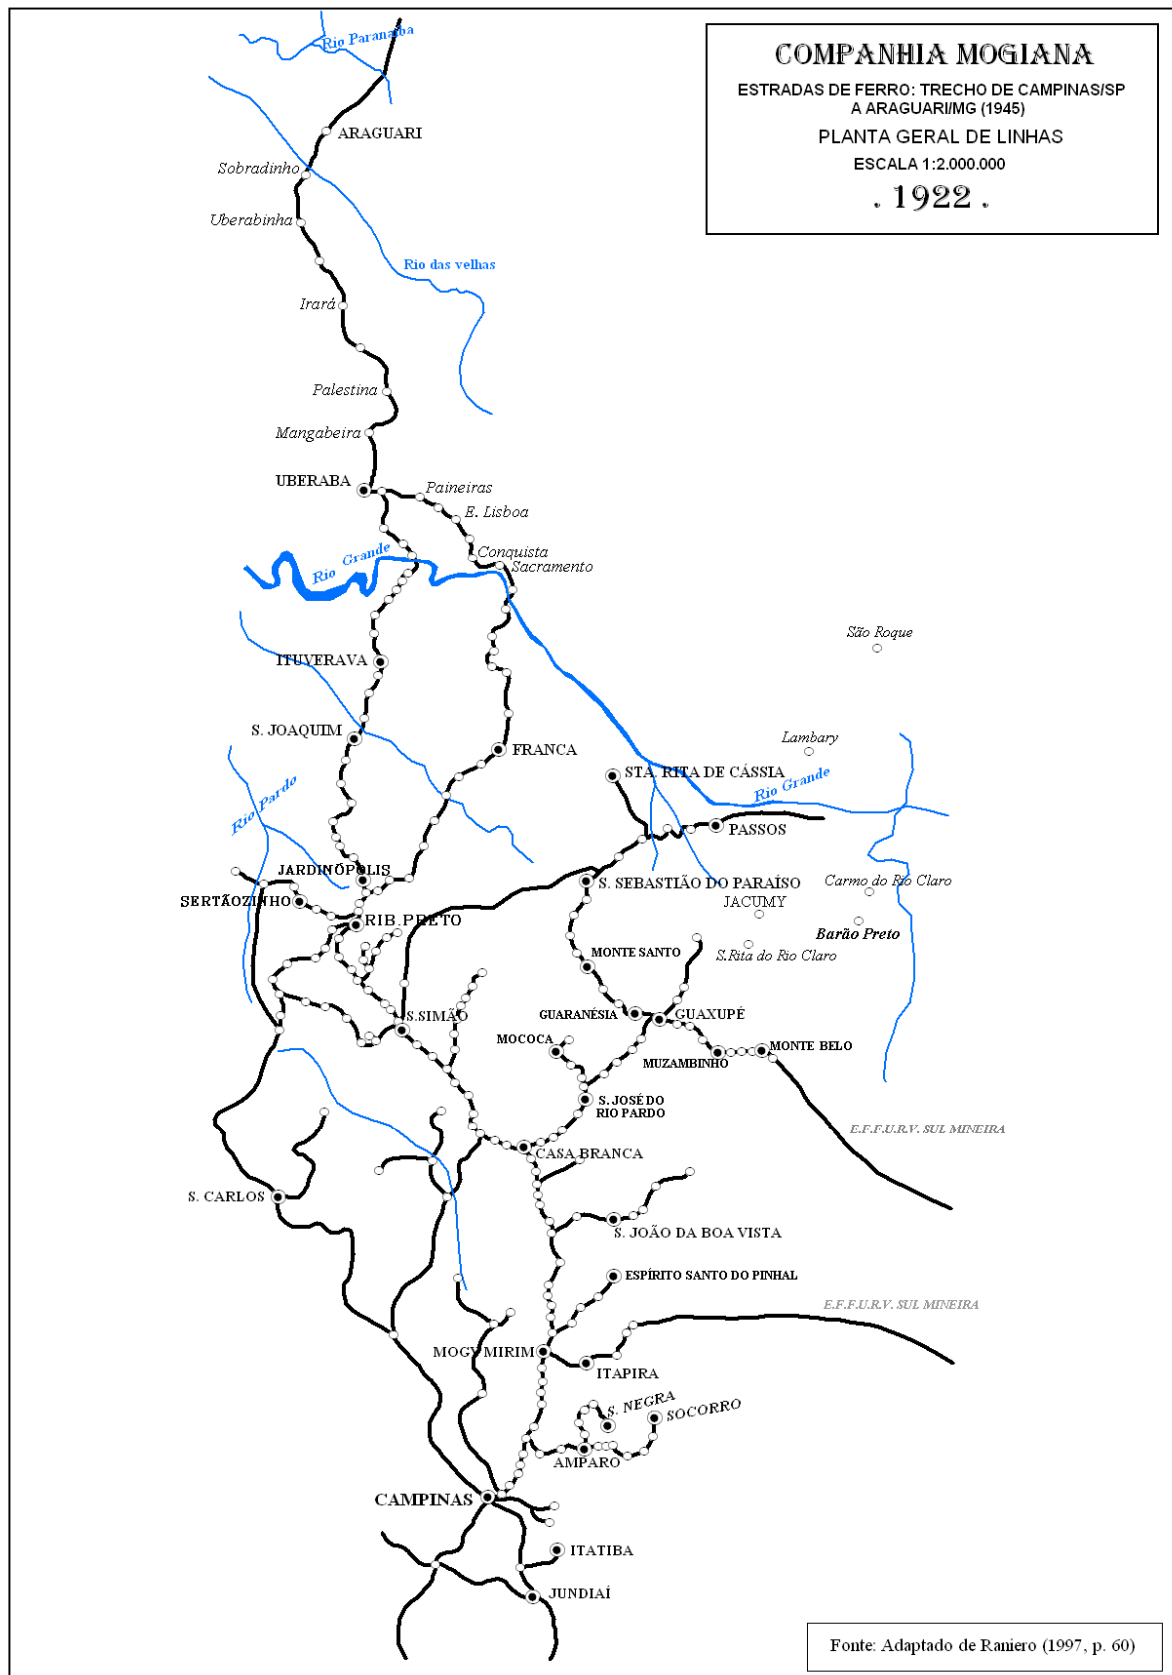 COMPANHIA MOGIANA
ESTRADAS DE FERRO: TRECHO DE CAMPINAS/SP
A ARAGUARI/MG (1945)
PLANTA GERAL DE LINHAS
ESCALA 1:2.000.000
. 1922 .
Rio Paranaiba
ARAGUARI
Sobradinho
Uberabinha
Rio das velhas
Irará
Palestina
Mangabeira
UBERABA
Paineiras
E. Lisboa
Conquista
Sacramento
Rio Grande
São Roque
ITUVERAVA
S. JOAQUIM
FRANCA
Lambary
STA. RITA DE CÁSSIA
Rio Grande
Rio Pardo
PASSOS
JARDINÓPOLIS
S. SEBASTIÃO DO PARAÍSO
Carmo do Rio Claro
SERTÃOZINHO
JACUMY
RIB. PRETO
Barão Preto
MONTE SANTO
S.Rita do Rio Claro
S.SIMÃO
GUARANÉSIA
GUAXUPÉ
MOCOCA
MONTE BELO
MUZAMBINHO
S. JOSÉ DO
RIO PARDO
E.F.F.U.R.V. SUL MINEIRA
CASA BRANCA
S. CARLOS
S. JOÃO DA BOA VISTA
ESPÍRITO SANTO DO PINHAL
E.F.F.U.R.V. SUL MINEIRA
MOGY MIRIM
ITAPIRA
S. NEGRA
SOCORRO
AMPARO
CAMPINAS
ITATIBA
JUNDIAÍ
Fonte: Adaptado de Raniero (1997, p. 60)